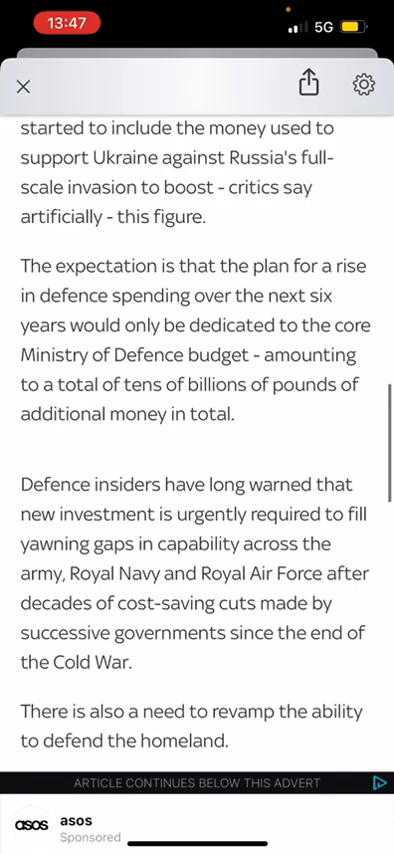 13:47
5G
started to include the money used to
support Ukraine against Russia's full-
scale invasion to boost - critics say
artificially - this figure.
The expectation is that the plan for a rise
in defence spending over the next six
years would only be dedicated to the core
Ministry of Defence budget - amounting
to a total of tens of billions of pounds of
additional money in total.
Defence insiders have long warned that
new investment is urgently required to fill
yawning gaps in capability across the
army, Royal Navy and Royal Air Force after
decades of cost-saving cuts made by
successive governments since the end of
the Cold War.
There is also a need to revamp the ability
to defend the homeland.
ARTICLE CONTINUES BELOW THIS ADVERT
asos asos
Sponsored